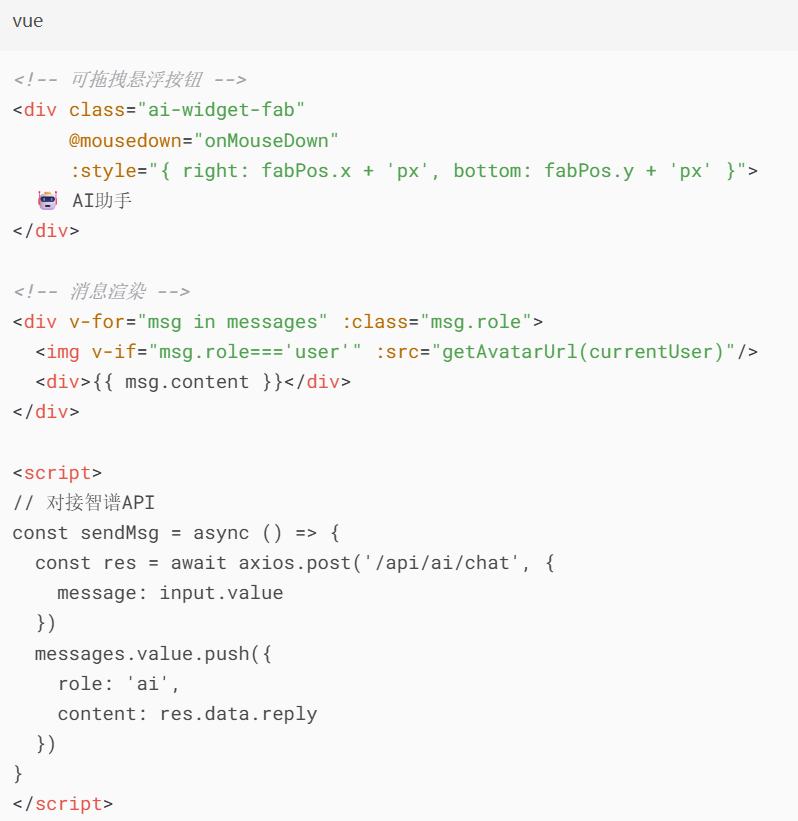 vue
<!-- 可拖拽悬浮按钮 -->
<div class="ai-widget-fab"
     @mousedown="onMouseDown"
     :style="{ right: fabPos.x + 'px', bottom: fabPos.y + 'px' }">
  🤖 AI助手
</div>

<!-- 消息渲染 -->
<div v-for="msg in messages" :class="msg.role">
  <img v-if="msg.role==='user'" :src="getAvatarUrl(currentUser)"/>
  <div>{{ msg.content }}</div>
</div>

<script>
// 对接智谱API
const sendMsg = async () => {
  const res = await axios.post('/api/ai/chat', {
    message: input.value
  })
  messages.value.push({
    role: 'ai',
    content: res.data.reply
  })
}
</script>